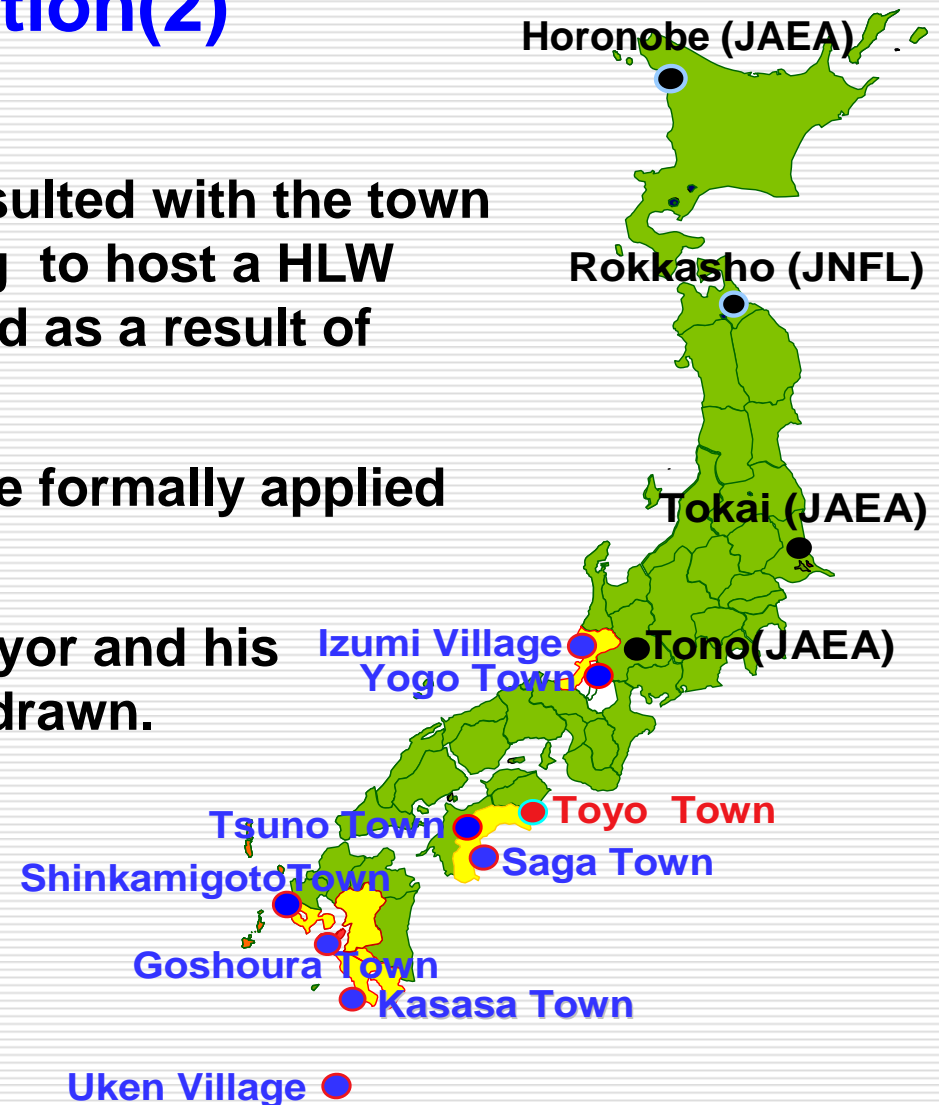 tion(2)
Horonobe (JAEA)
sulted with the town
g to host a HLW
Rokkasho (JNFL)
d as a result of
e formally applied
Tokai (JAEA)
yor and his
Izumi Village
Tono(JAEA)
Yogo Town
drawn.
Toyo Town
Tsuno Town
Saga Town
ShinkamigotoTown
Goshoura Town
Kasasa Town
Uken Village